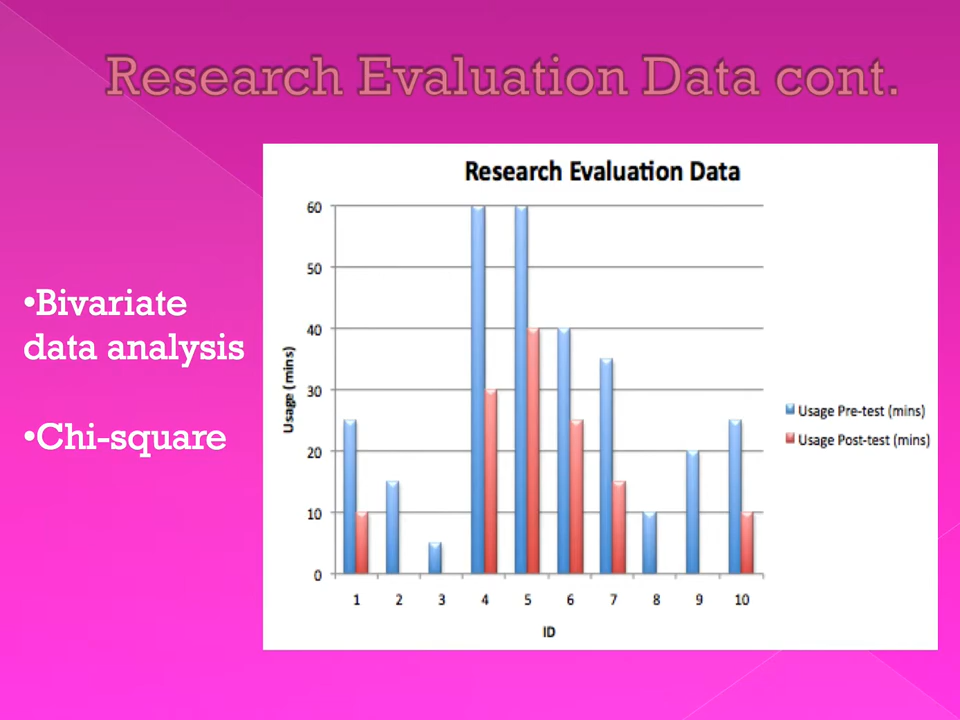 Research Evaluation Data cont.
•Bivariate
data analysis
•Chi-square
Research Evaluation Data
60
50
40
30
20
10
0
Usage (mins)
1 2 3 4 5 6 7 8 9 10
ID
Usage Pre-test (mins)
Usage Post-test (mins)